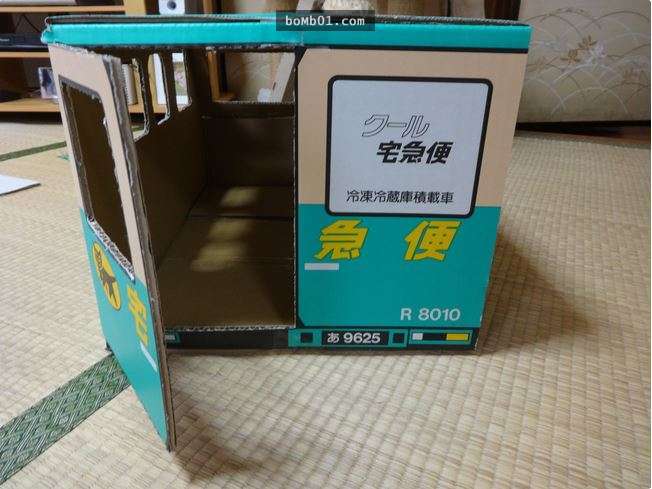 boMb01.com
クール
宅急便
冷凍冷蔵庫積載車
宅
急 便
R 8010
あ 9625